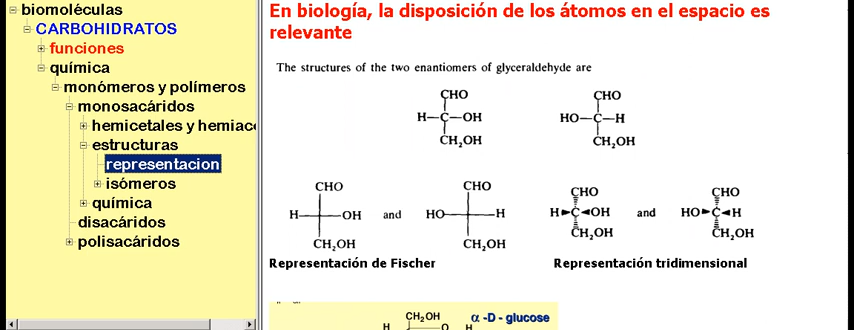 biomoléculas
CARBOHIDRATOS
funciones
química
monómeros y polímeros
monosacáridos
hemicetales y hemiac
estructuras
representacion
isómeros
química
disacáridos
polisacáridos
En biología, la disposición de los átomos en el espacio es
relevante
The structures of the two enantiomers of glyceraldehyde are
CHO
H—C—OH
CH₂OH
CHO
HO—C—H
CH₂OH
CHO
H OH
CH₂OH
and
CHO
HO H
CH₂OH
CHO
H C OH
CH₂OH
and
CHO
HO C H
CH₂OH
Representación de Fischer
Representación tridimensional
CH₂OH
α -D - glucose
H O H